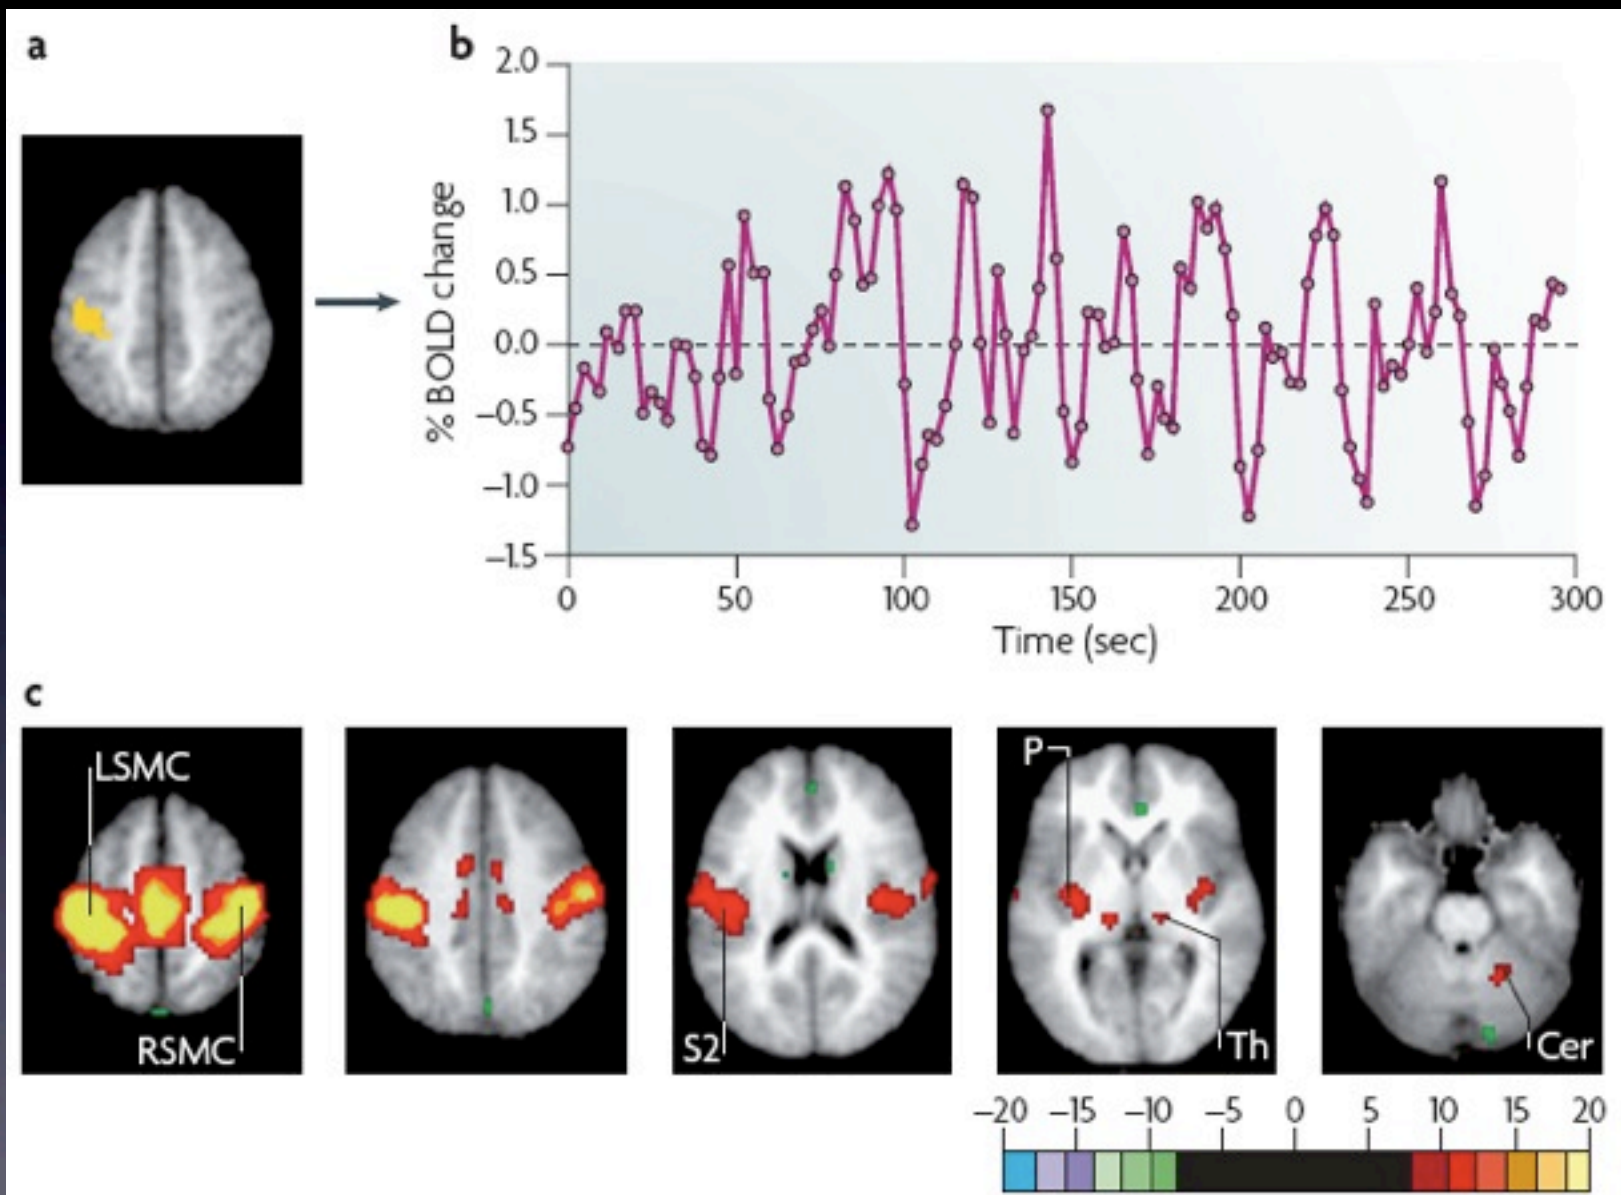 a
b
2.0
1.5
1.0
0.5
0.0
–0.5
–1.0
–1.5
% BOLD change
0 50 100 150 200 250 300
Time (sec)
c
LSMC
RSMC
S2
P
Th
Cer
–20 –15 –10 –5 0 5 10 15 20